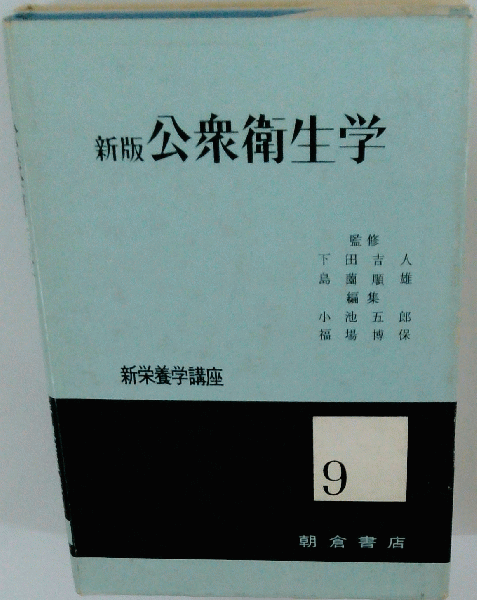 新版 公衆衛生学
監修
下田吉人
島薗順雄
編集
小池五郎
福場博保
新栄養学講座
9
朝倉書店